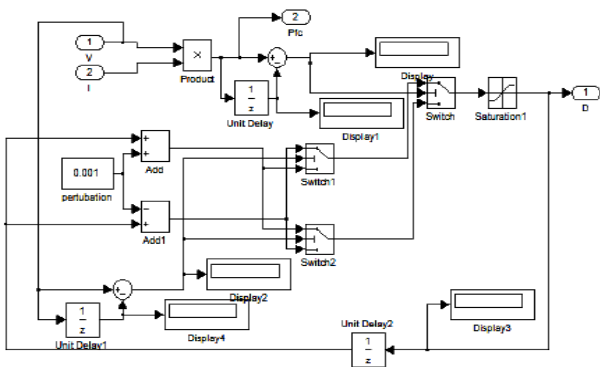 2
Pfc
1
V
2
I
×
Product
+
−
Display
1
z
Unit Delay
Display1
Switch
Saturation1
1
D
+
+
Add
0.001
pertubation
−
+
Add1
Switch1
Switch2
+
−
Display2
1
z
Unit Delay1
Display4
Display3
Unit Delay2
1
z